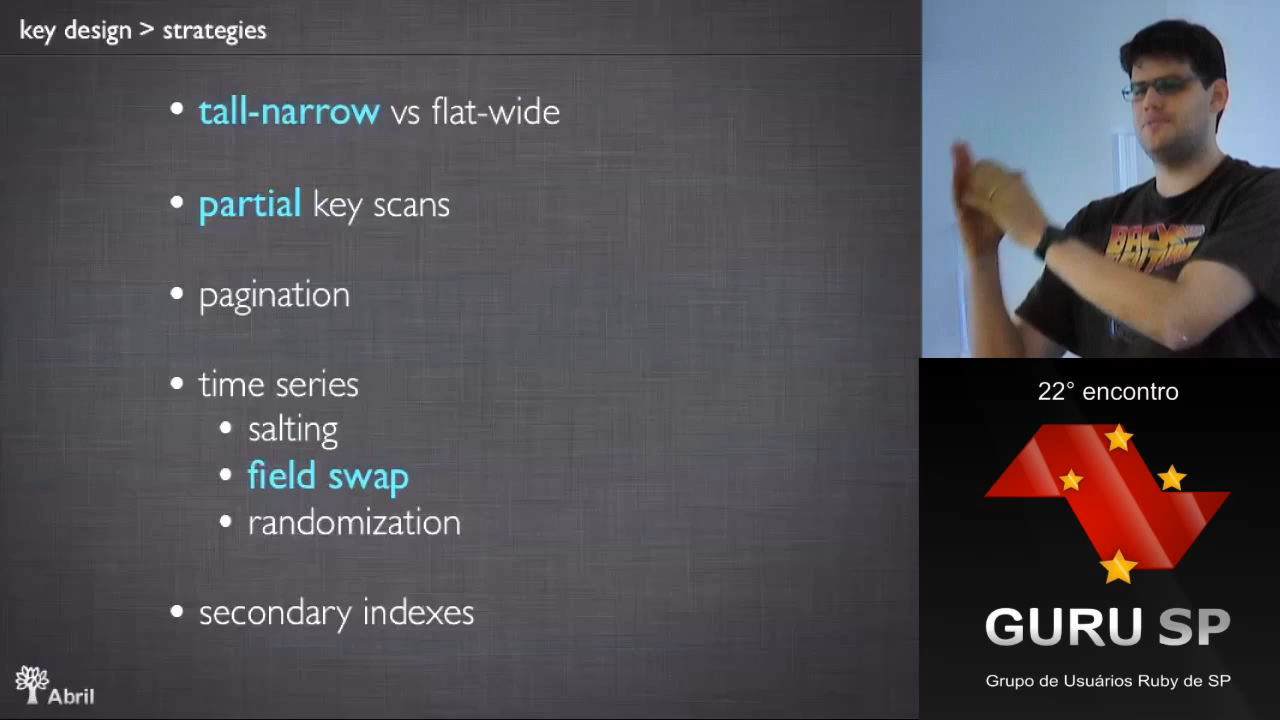 key design > strategies
• tall-narrow vs flat-wide
• partial key scans
• pagination
• time series
• salting
• field swap
• randomization
• secondary indexes
Abril
BACK
22° encontro
GURU SP
Grupo de Usuários Ruby de SP